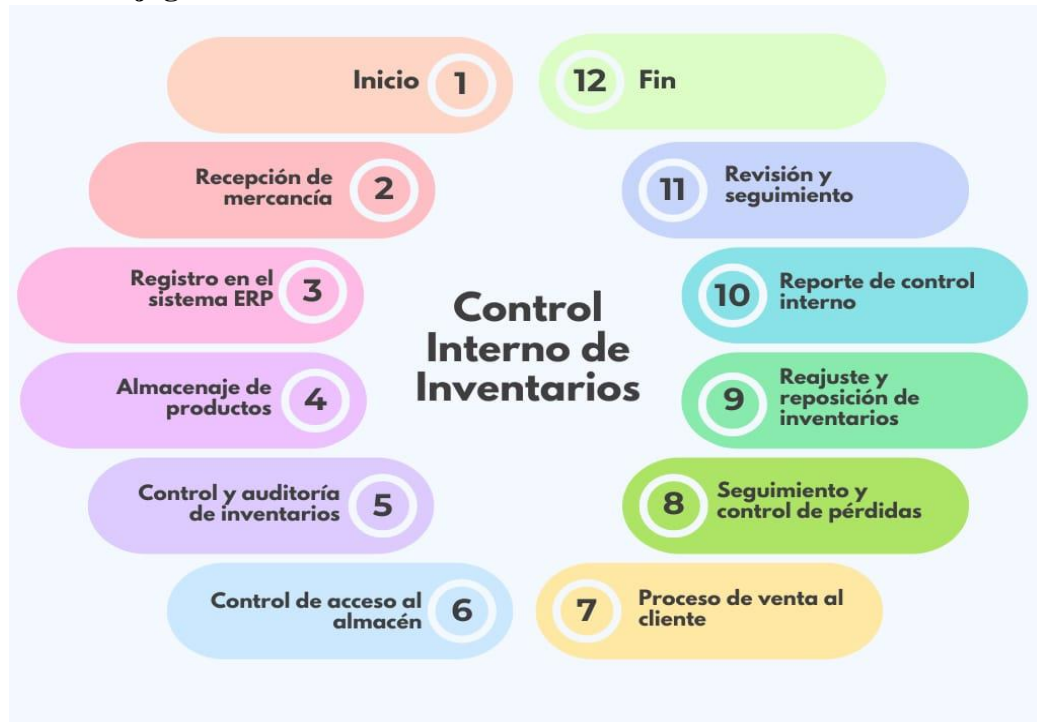 Inicio 1
Recepción de
mercancía 2
Registro en el
sistema ERP 3
Almacenaje de
productos 4
Control y auditoría
de inventarios 5
Control de acceso al
almacén 6
Control
Interno de
Inventarios
7 Proceso de venta al
cliente
8 Seguimiento y
control de pérdidas
9 Reajuste y
reposición de
inventarios
10 Reporte de control
interno
11 Revisión y
seguimiento
12 Fin